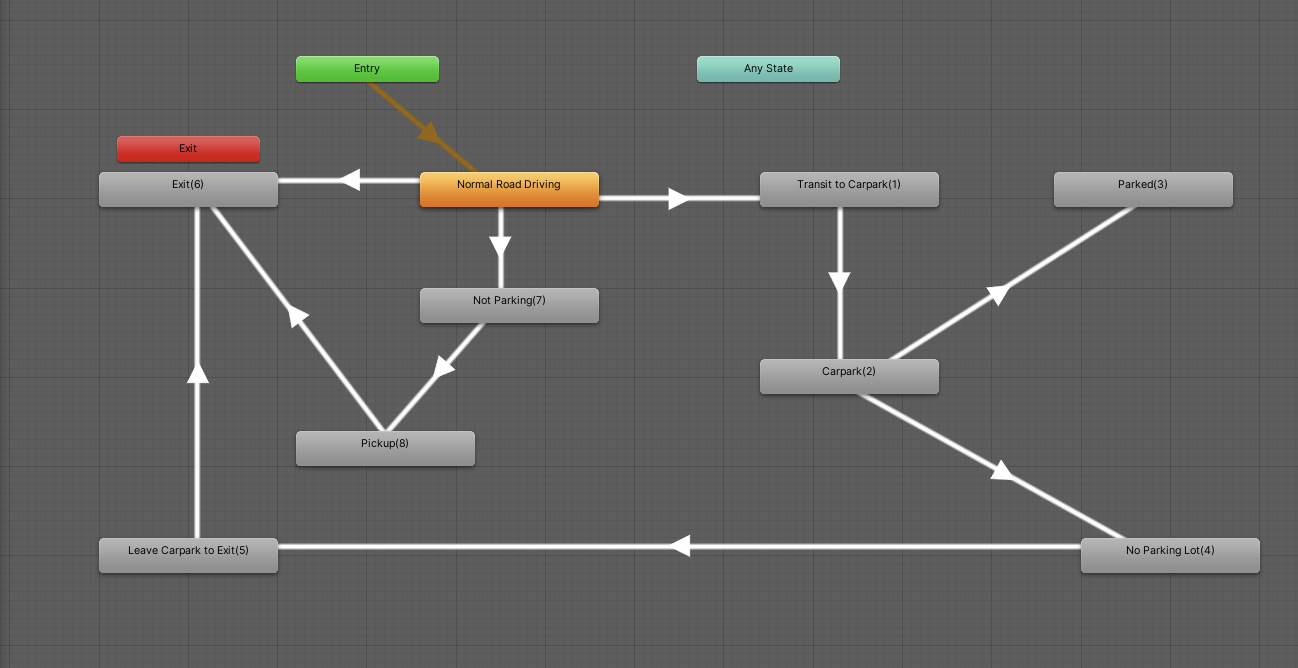 Entry
Any State
Exit
Exit(6)
Normal Road Driving
Transit to Carpark(1)
Parked(3)
Not Parking(7)
Carpark(2)
Pickup(8)
Leave Carpark to Exit(5)
No Parking Lot(4)